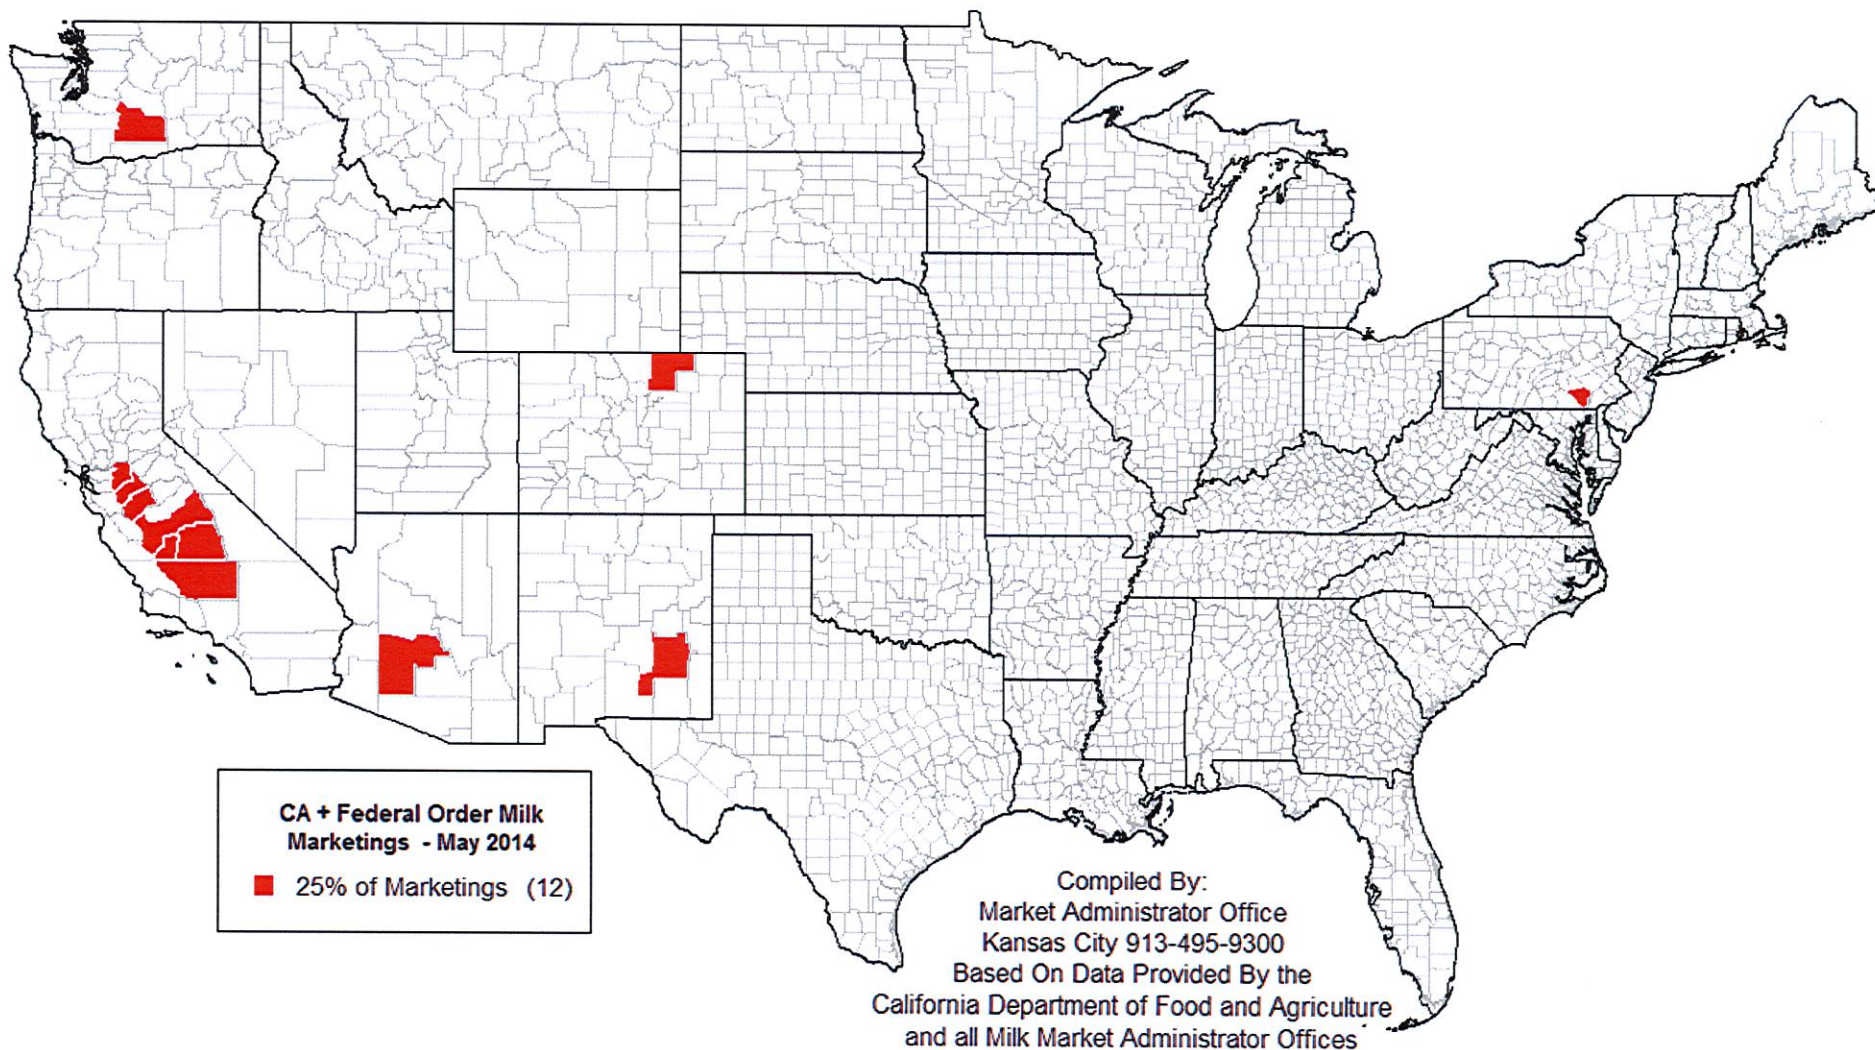 CA + Federal Order Milk
Marketings - May 2014
25% of Marketings (12)
Compiled By:
Market Administrator Office
Kansas City 913-495-9300
Based On Data Provided By the
California Department of Food and Agriculture
and all Milk Market Administrator Offices